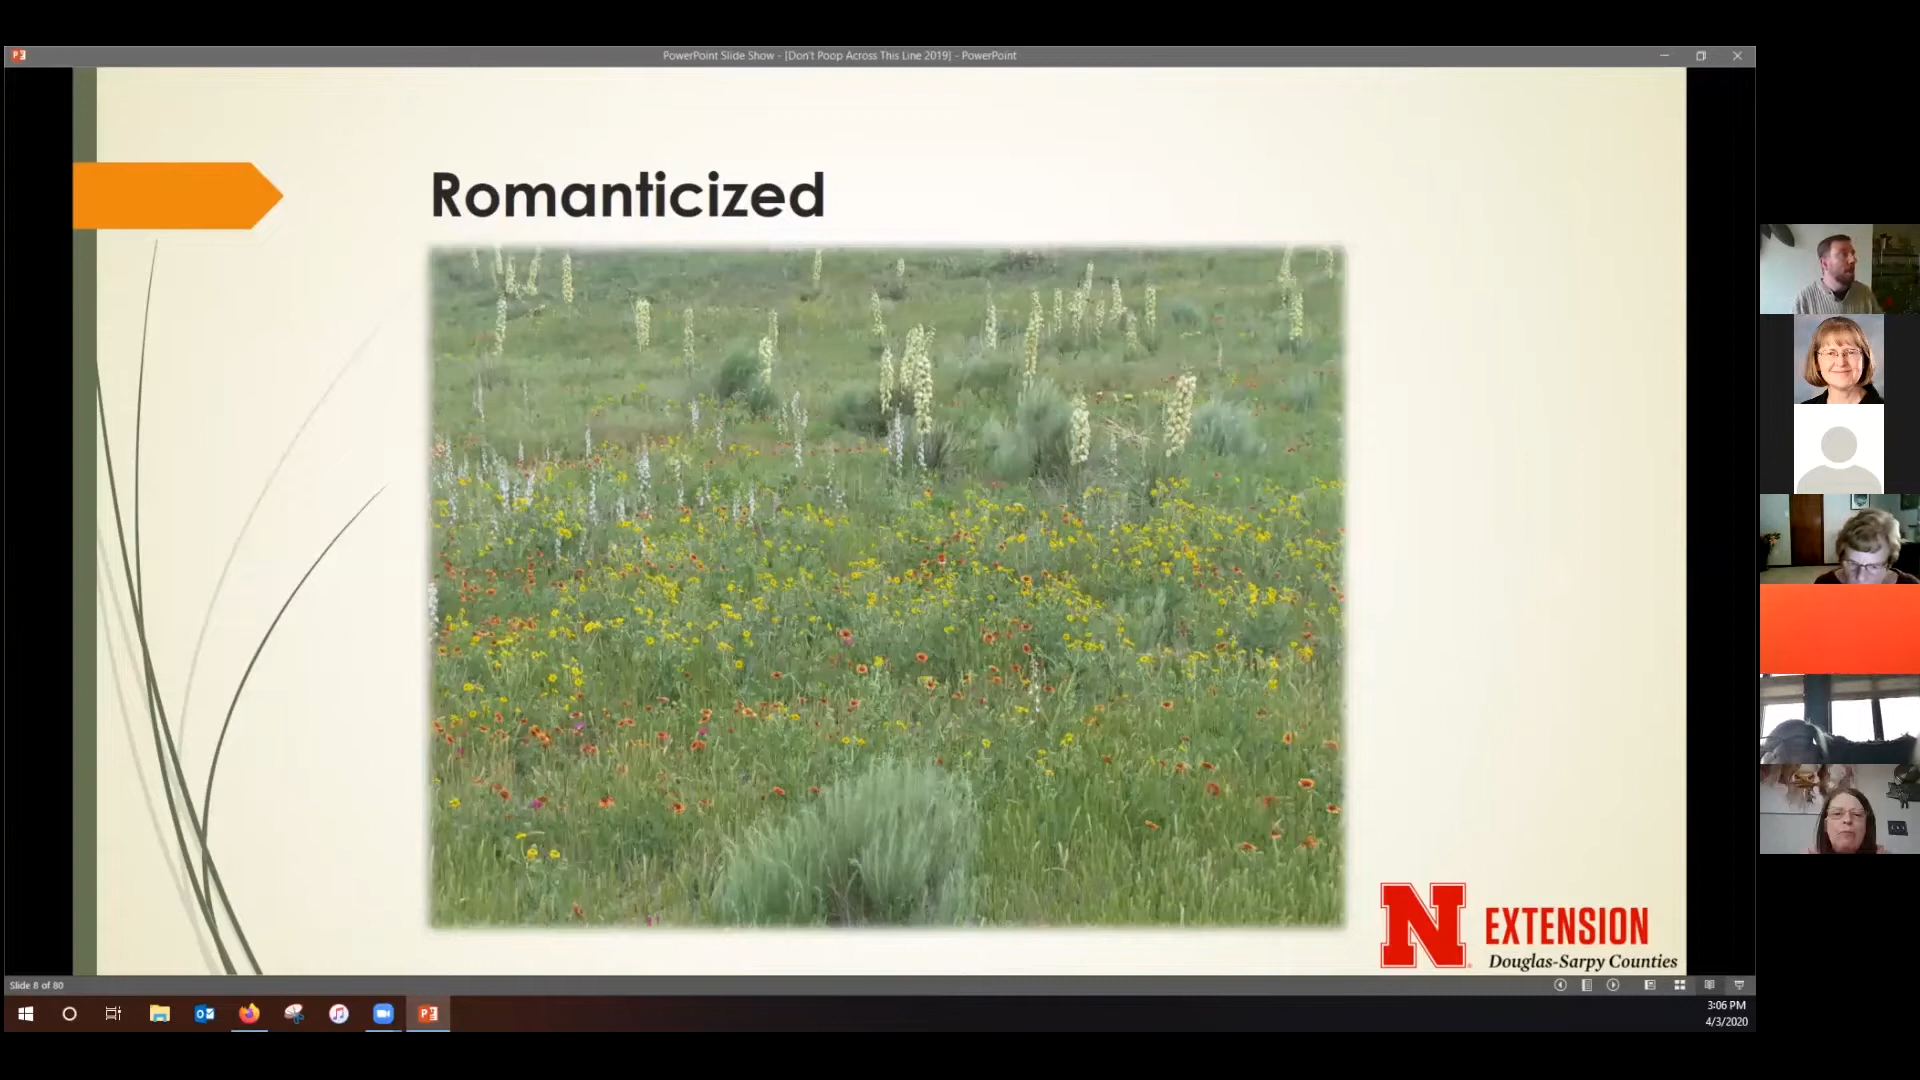 PowerPoint Slide Show - [Don't Poop Across This Line 2019] - PowerPoint
Romanticized
N EXTENSION
Douglas-Sarpy Counties
Slide 8 of 80
3:06 PM
4/3/2020